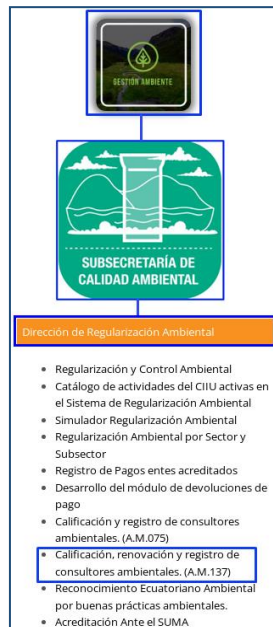 GESTIÓN AMBIENTE
SUBSECRETARÍA DE
CALIDAD AMBIENTAL
Dirección de Regularización Ambiental
Regularización y Control Ambiental
Catálogo de actividades del CIIU activas en
el Sistema de Regularización Ambiental
Simulador Regularización Ambiental
Regularización Ambiental por Sector y
Subsector
Registro de Pagos entes acreditados
Desarrollo del módulo de devoluciones de
pago
Calificación y registro de consultores
ambientales. (A.M.075)
Calificación, renovación y registro de
consultores ambientales. (A.M.137)
Reconocimiento Ecuatoriano Ambiental
por buenas prácticas ambientales.
Acreditación Ante el SUMA